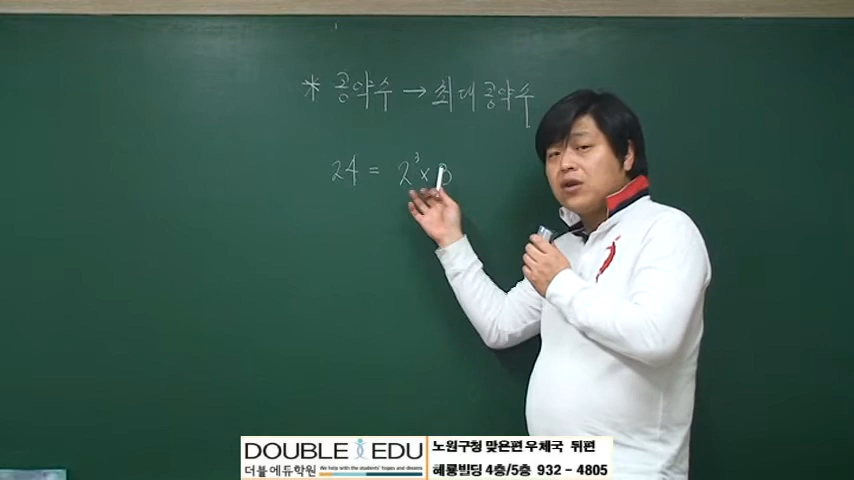 * 공약수 → 최대공약수
24 = 2³ × 3
DOUBLE EDU
더블에듀학원 We help with the students' hopes and dreams
노원구청 맞은편 우체국 뒤편
혜룡빌딩 4층/5층 932 - 4805